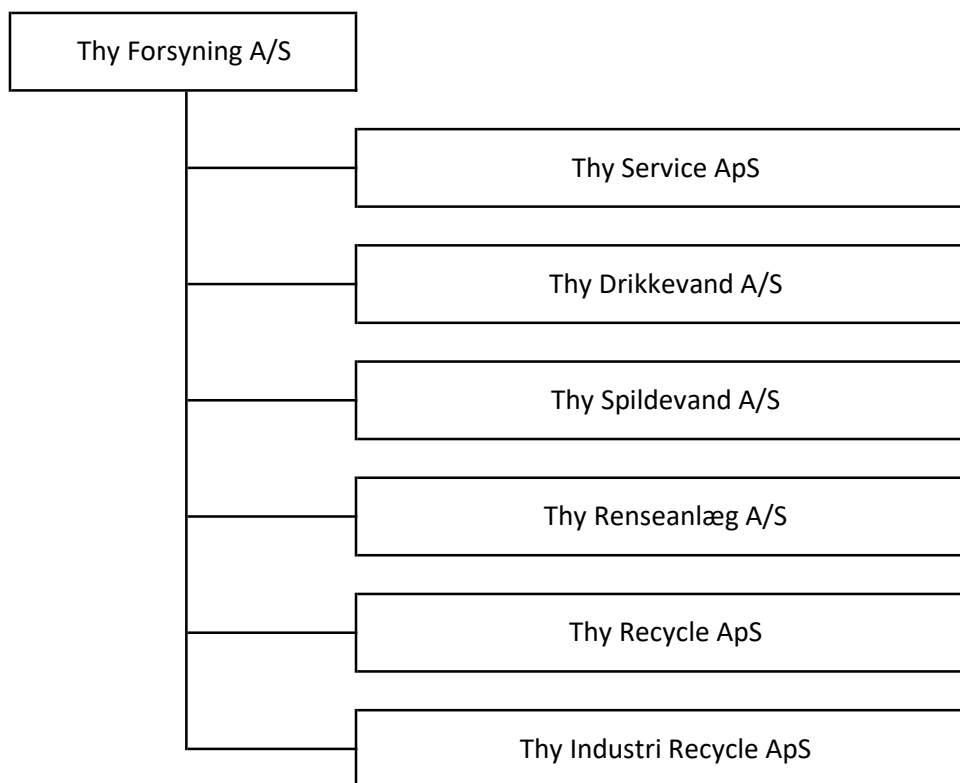 Thy Forsyning A/S
Thy Service ApS
Thy Drikkevand A/S
Thy Spildevand A/S
Thy Renseanlæg A/S
Thy Recycle ApS
Thy Industri Recycle ApS